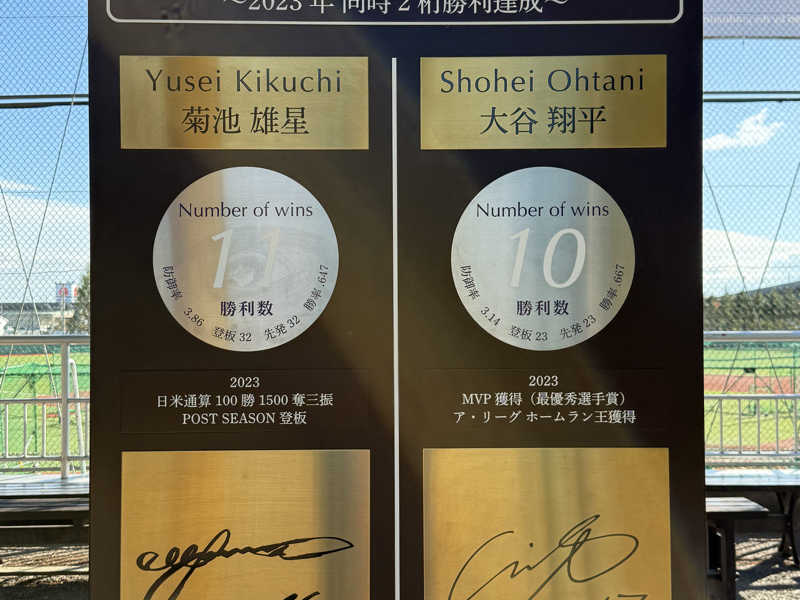 ～2023年 同時2桁勝利達成～
Yusei Kikuchi
菊池 雄星
Number of wins
11
勝利数
防御率 3.86 登板 32 先発 32 勝率 .647
2023
日米通算 100 勝 1500 奪三振
POST SEASON 登板
Shohei Ohtani
大谷 翔平
Number of wins
10
勝利数
防御率 3.14 登板 23 先発 23 勝率 .667
2023
MVP 獲得（最優秀選手賞）
ア・リーグ ホームラン王獲得